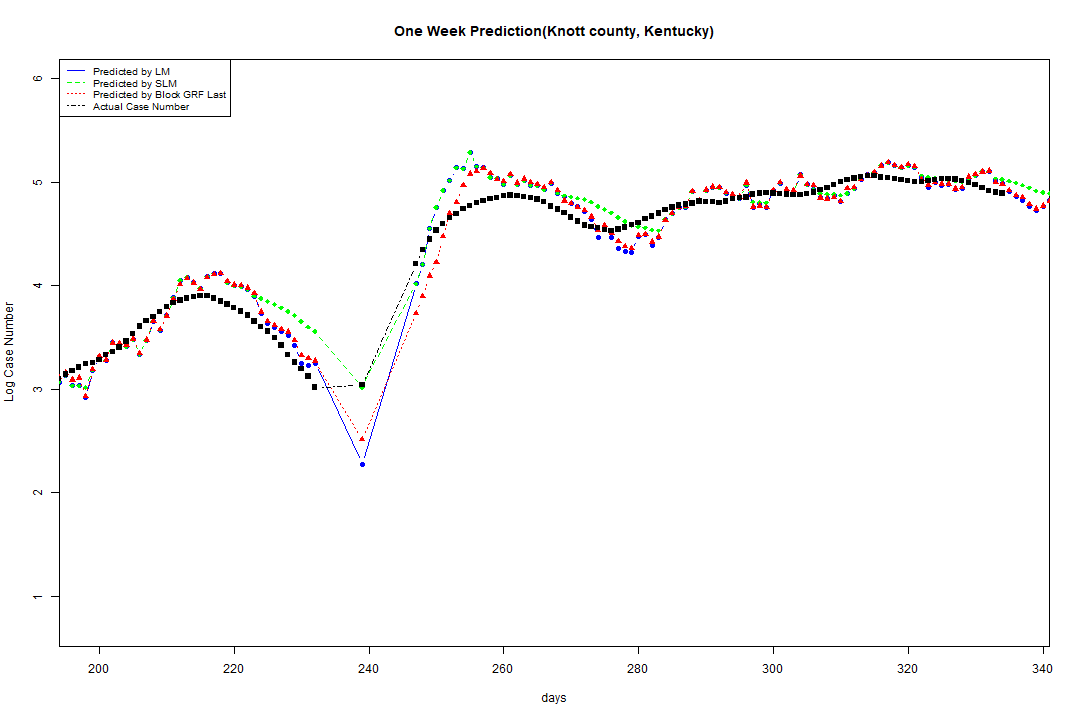 One Week Prediction(Knott county, Kentucky)
Predicted by LM
Predicted by SLM
Predicted by Block GRF Last
Actual Case Number
6
5
4
3
2
1
Log Case Number
200 220 240 260 280 300 320 340
days